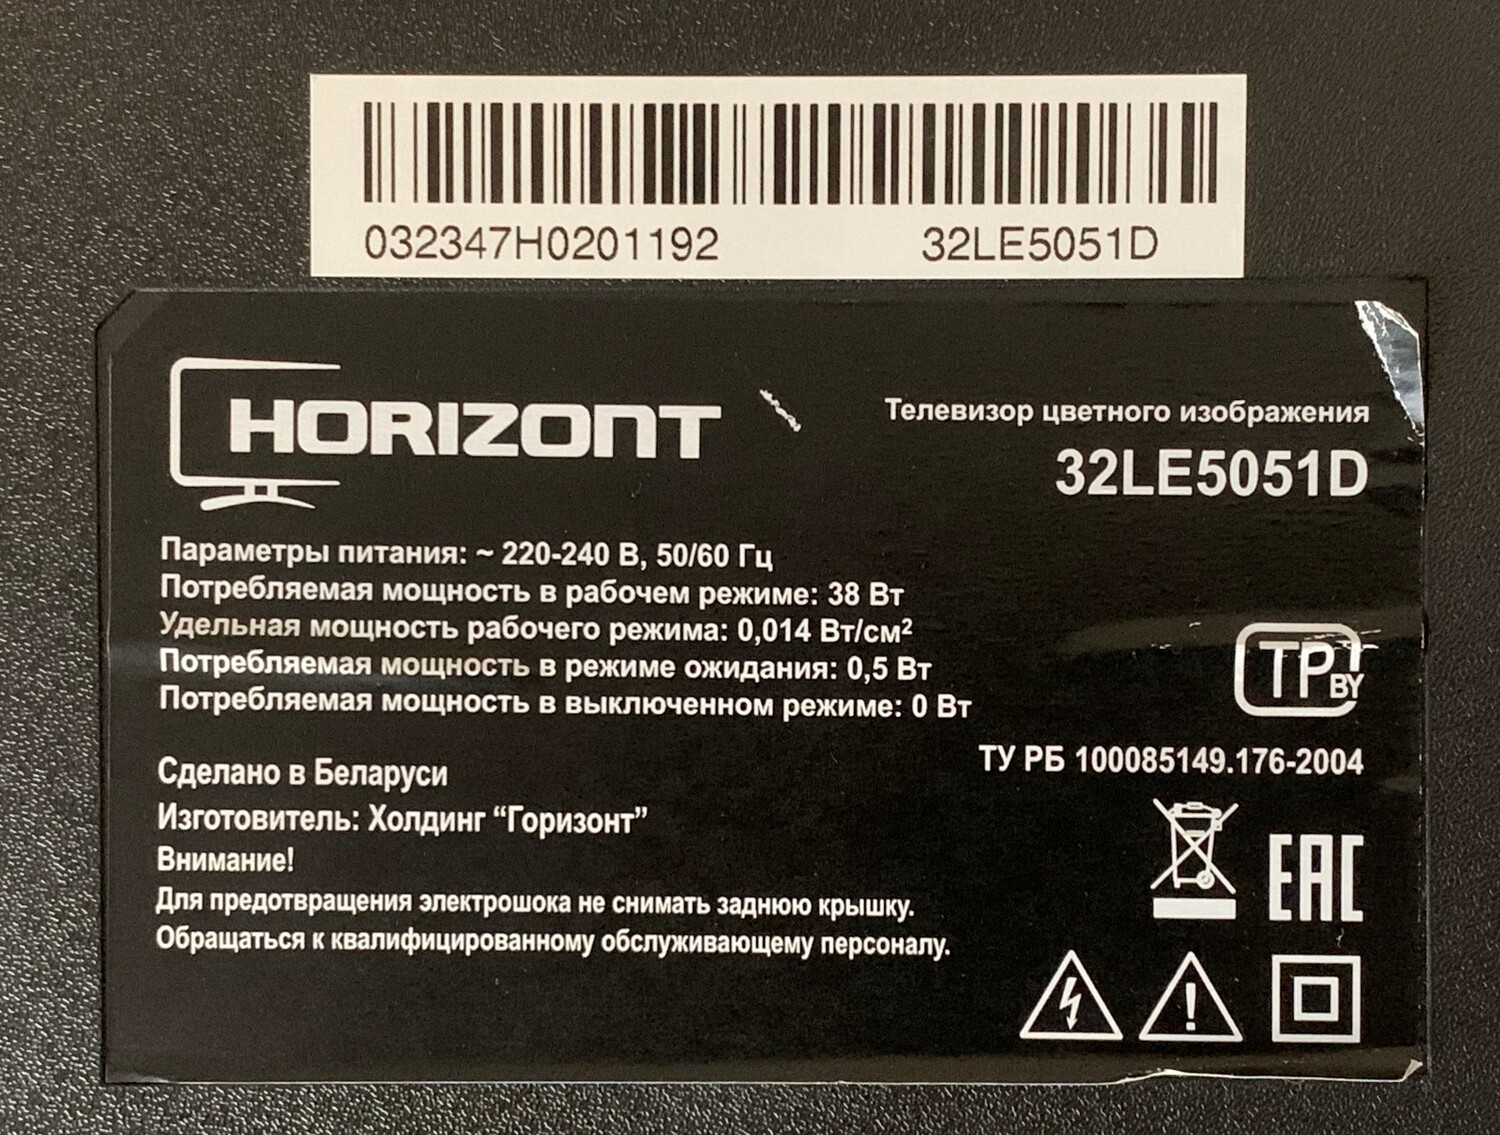 032347H0201192 32LE5051D
HORIZONT
Телевизор цветного изображения
32LE5051D
Параметры питания: ~ 220-240 В, 50/60 Гц
Потребляемая мощность в рабочем режиме: 38 Вт
Удельная мощность рабочего режима: 0,014 Вт/см²
Потребляемая мощность в режиме ожидания: 0,5 Вт
Потребляемая мощность в выключенном режиме: 0 Вт
ТР BY
ТУ РБ 100085149.176-2004
Сделано в Беларуси
Изготовитель: Холдинг “Горизонт”
Внимание!
Для предотвращения электрошока не снимать заднюю крышку.
Обращаться к квалифицированному обслуживающему персоналу.
EAC